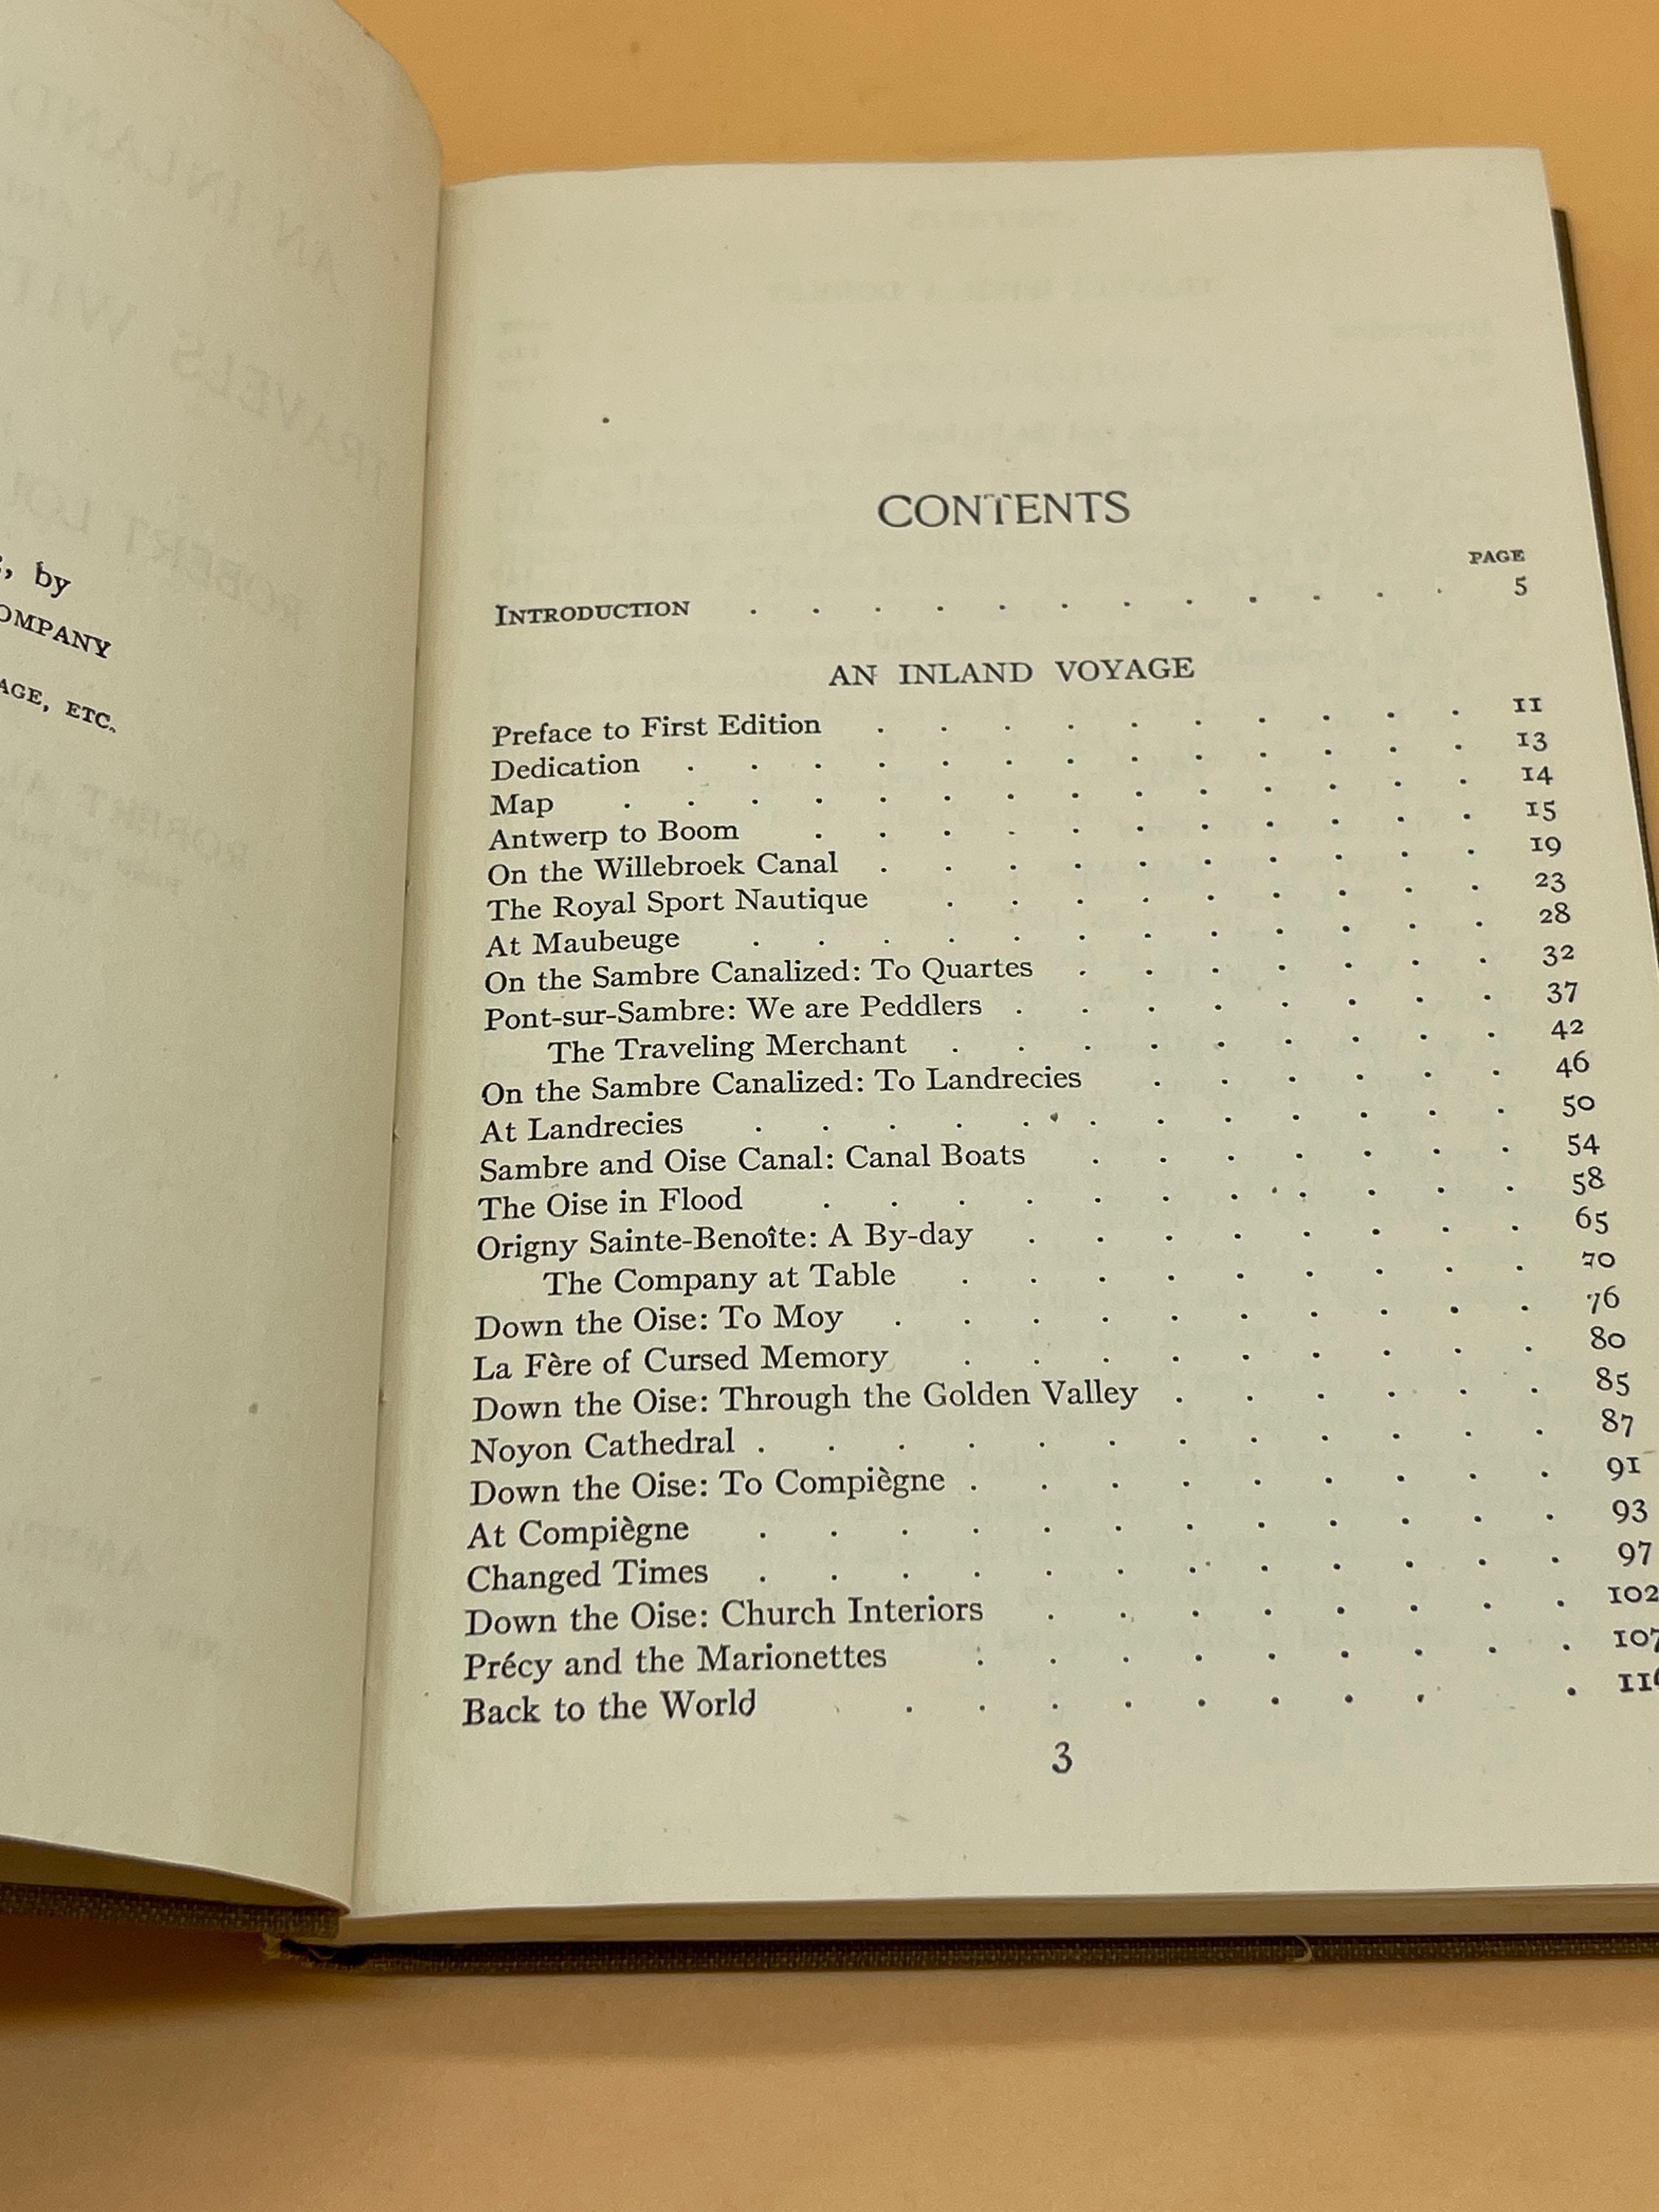 , by
OMPANY
AGE, ETC.
CONTENTS
PAGE
INTRODUCTION . . . . . . . . . . . . 5
AN INLAND VOYAGE
Preface to First Edition . . . . . . . . . . 11
Dedication . . . . . . . . . . . . . 13
Map . . . . . . . . . . . . . . 14
Antwerp to Boom . . . . . . . . . . . 15
On the Willebroek Canal . . . . . . . . . . 19
The Royal Sport Nautique . . . . . . . . . 23
At Maubeuge . . . . . . . . . . . . 28
On the Sambre Canalized: To Quartes . . . . . . . 32
Pont-sur-Sambre: We are Peddlers . . . . . . . . 37
The Traveling Merchant . . . . . . . . . 42
On the Sambre Canalized: To Landrecies . . . . . . 46
At Landrecies . . . . . . . . . . . . 50
Sambre and Oise Canal: Canal Boats . . . . . . . 54
The Oise in Flood . . . . . . . . . . . 58
Origny Sainte-Benoîte: A By-day . . . . . . . . 65
The Company at Table . . . . . . . . . 70
Down the Oise: To Moy . . . . . . . . . . 76
La Fère of Cursed Memory . . . . . . . . . 80
Down the Oise: Through the Golden Valley . . . . . . 85
Noyon Cathedral . . . . . . . . . . . . 87
Down the Oise: To Compiègne . . . . . . . . . 91
At Compiègne . . . . . . . . . . . . 93
Changed Times . . . . . . . . . . . . 97
Down the Oise: Church Interiors . . . . . . . . 102
Précy and the Marionettes . . . . . . . . . 107
Back to the World . . . . . . . . . 11
3